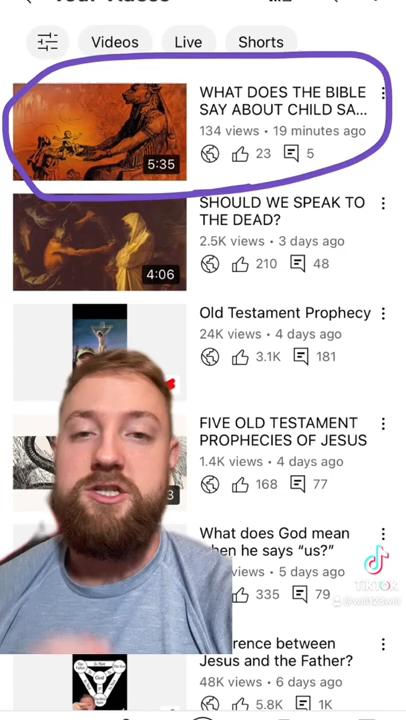 Videos
Live
Shorts
WHAT DOES THE BIBLE
SAY ABOUT CHILD SA...
134 views • 19 minutes ago
23
5
5:35
SHOULD WE SPEAK TO
THE DEAD?
2.5K views • 3 days ago
210
48
4:06
Old Testament Prophecy
24K views • 4 days ago
3.1K
181
FIVE OLD TESTAMENT
PROPHECIES OF JESUS
1.4K views • 4 days ago
168
77
What does God mean
when he says “us?”
views • 5 days ago
335
79
TikTok
Jesus and the Father?
48K views • 6 days ago
5.8K
1K